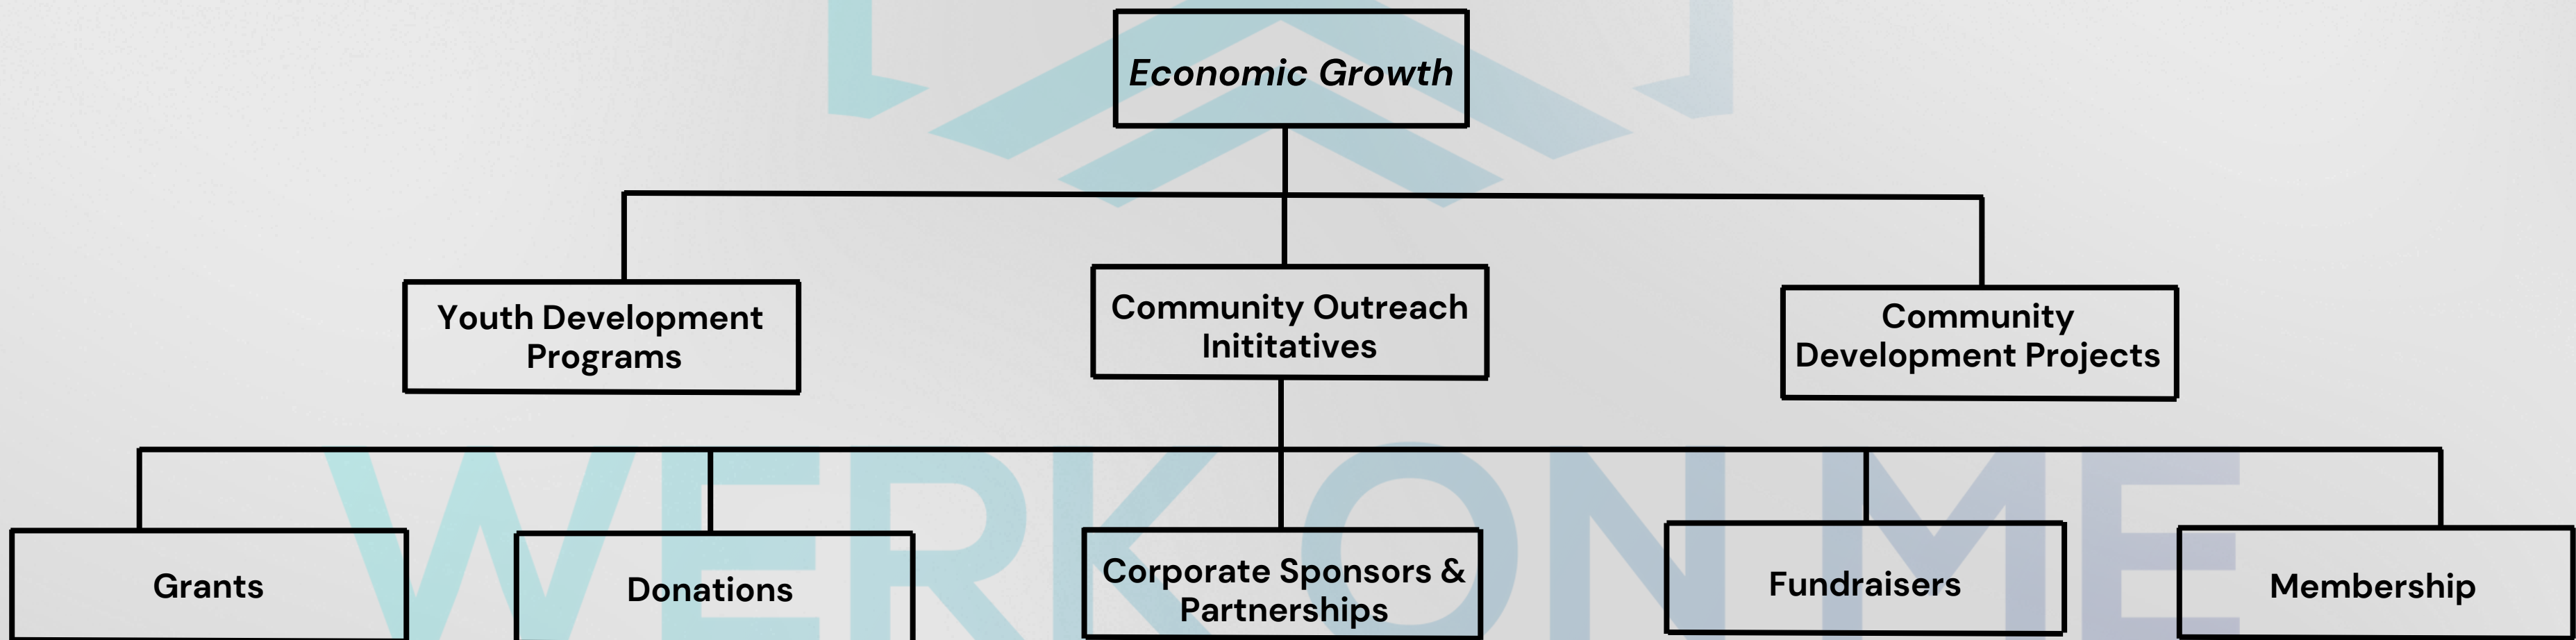 Economic Growth
Youth Development
Programs
Community Outreach
Inititatives
Community
Development Projects
WERK ON ME
Grants
Donations
Corporate Sponsors &
Partnerships
Fundraisers
Membership